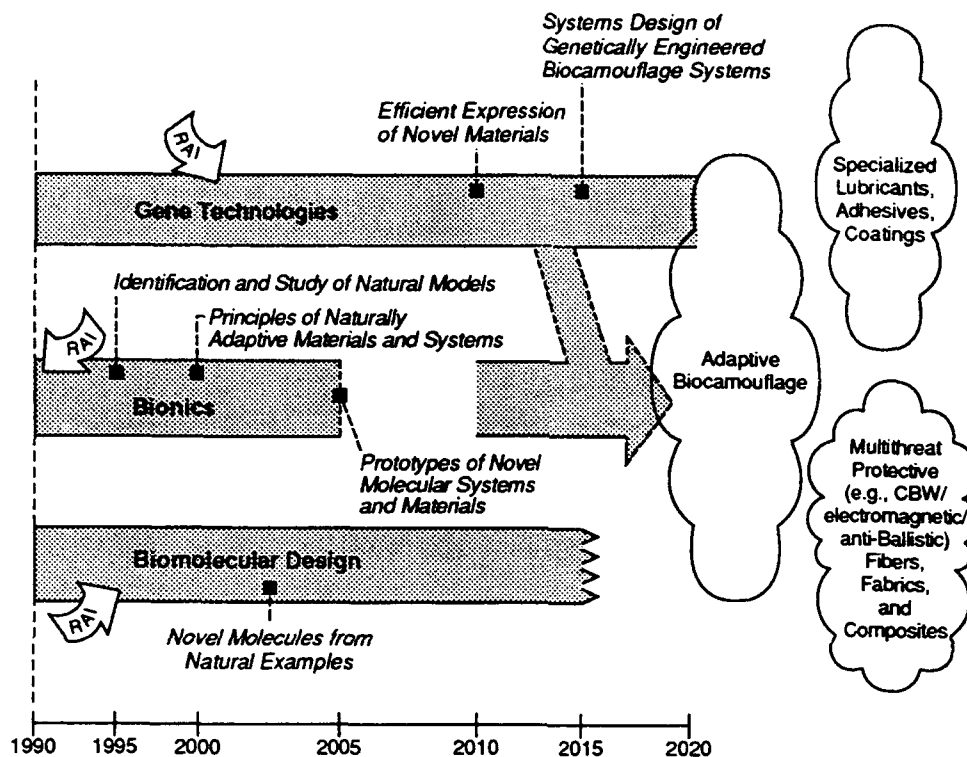 Systems Design of
Genetically Engineered
Biocamouflage Systems
Efficient Expression
of Novel Materials
RAI
Gene Technologies
Specialized
Lubricants,
Adhesives,
Coatings
Identification and Study of Natural Models
RAI
Principles of Naturally
Adaptive Materials and Systems
Bionics
Adaptive
Biocamouflage
Prototypes of Novel
Molecular Systems
and Materials
Multithreat
Protective
(e.g., CBW/
electromagnetic/
anti-Ballistic)
Fibers,
Fabrics,
and
Composites
Biomolecular Design
RAI
Novel Molecules from
Natural Examples
1990 1995 2000 2005 2010 2015 2020